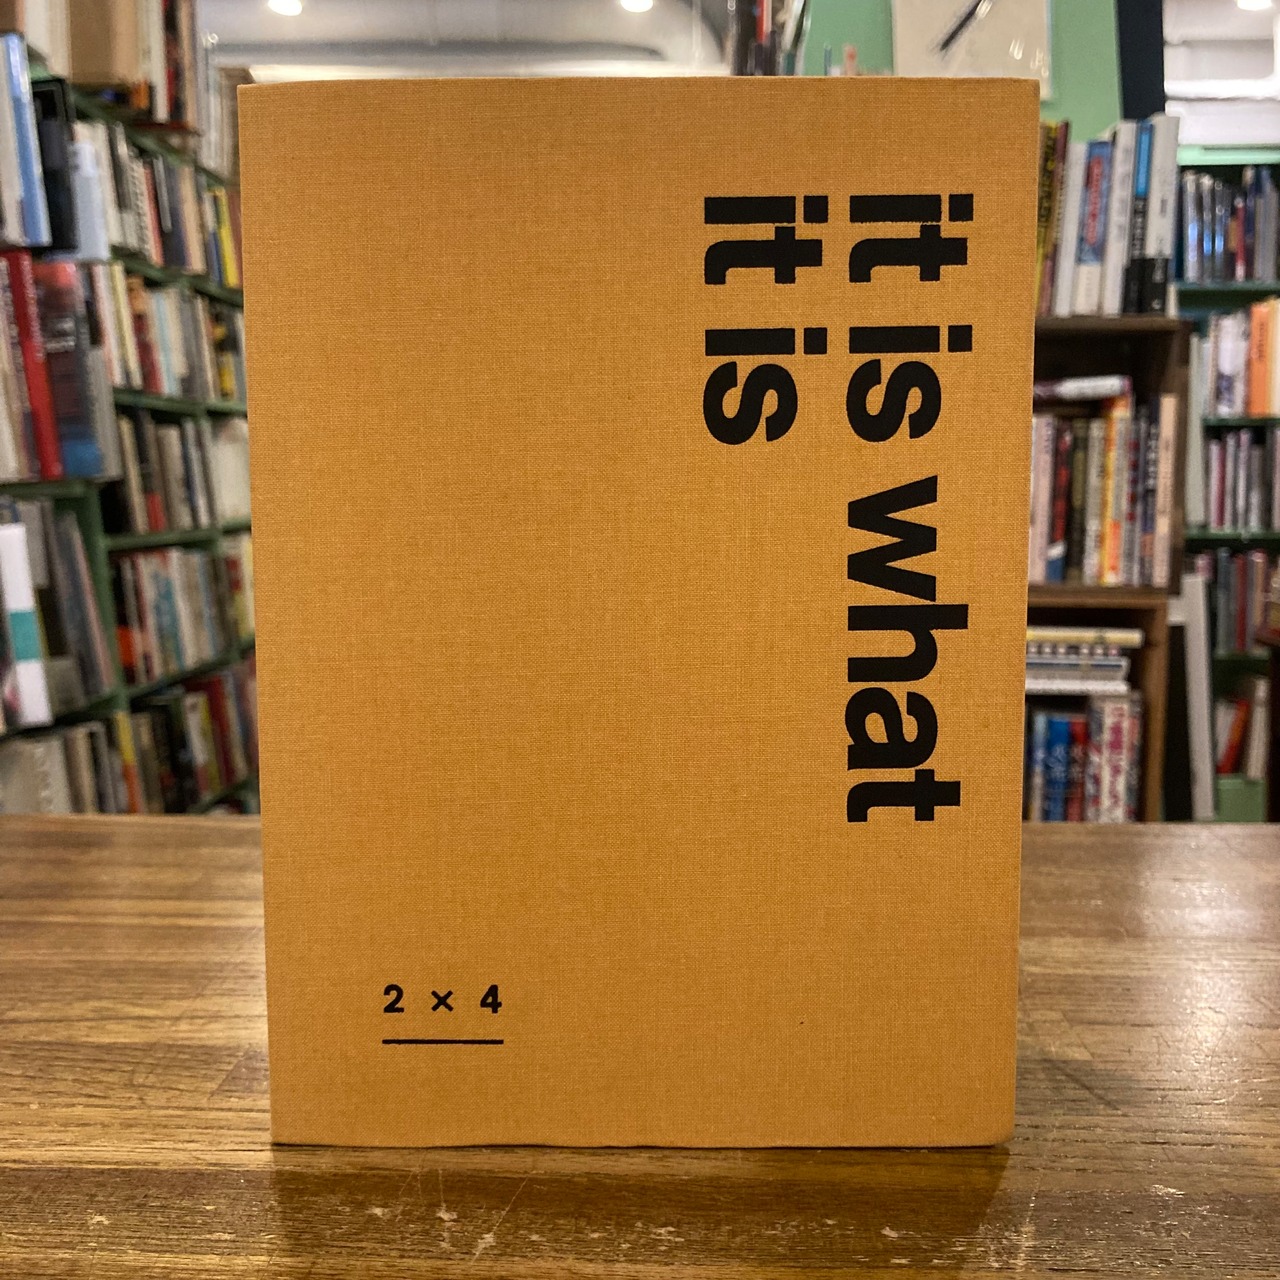 it is what
it is
2 × 4